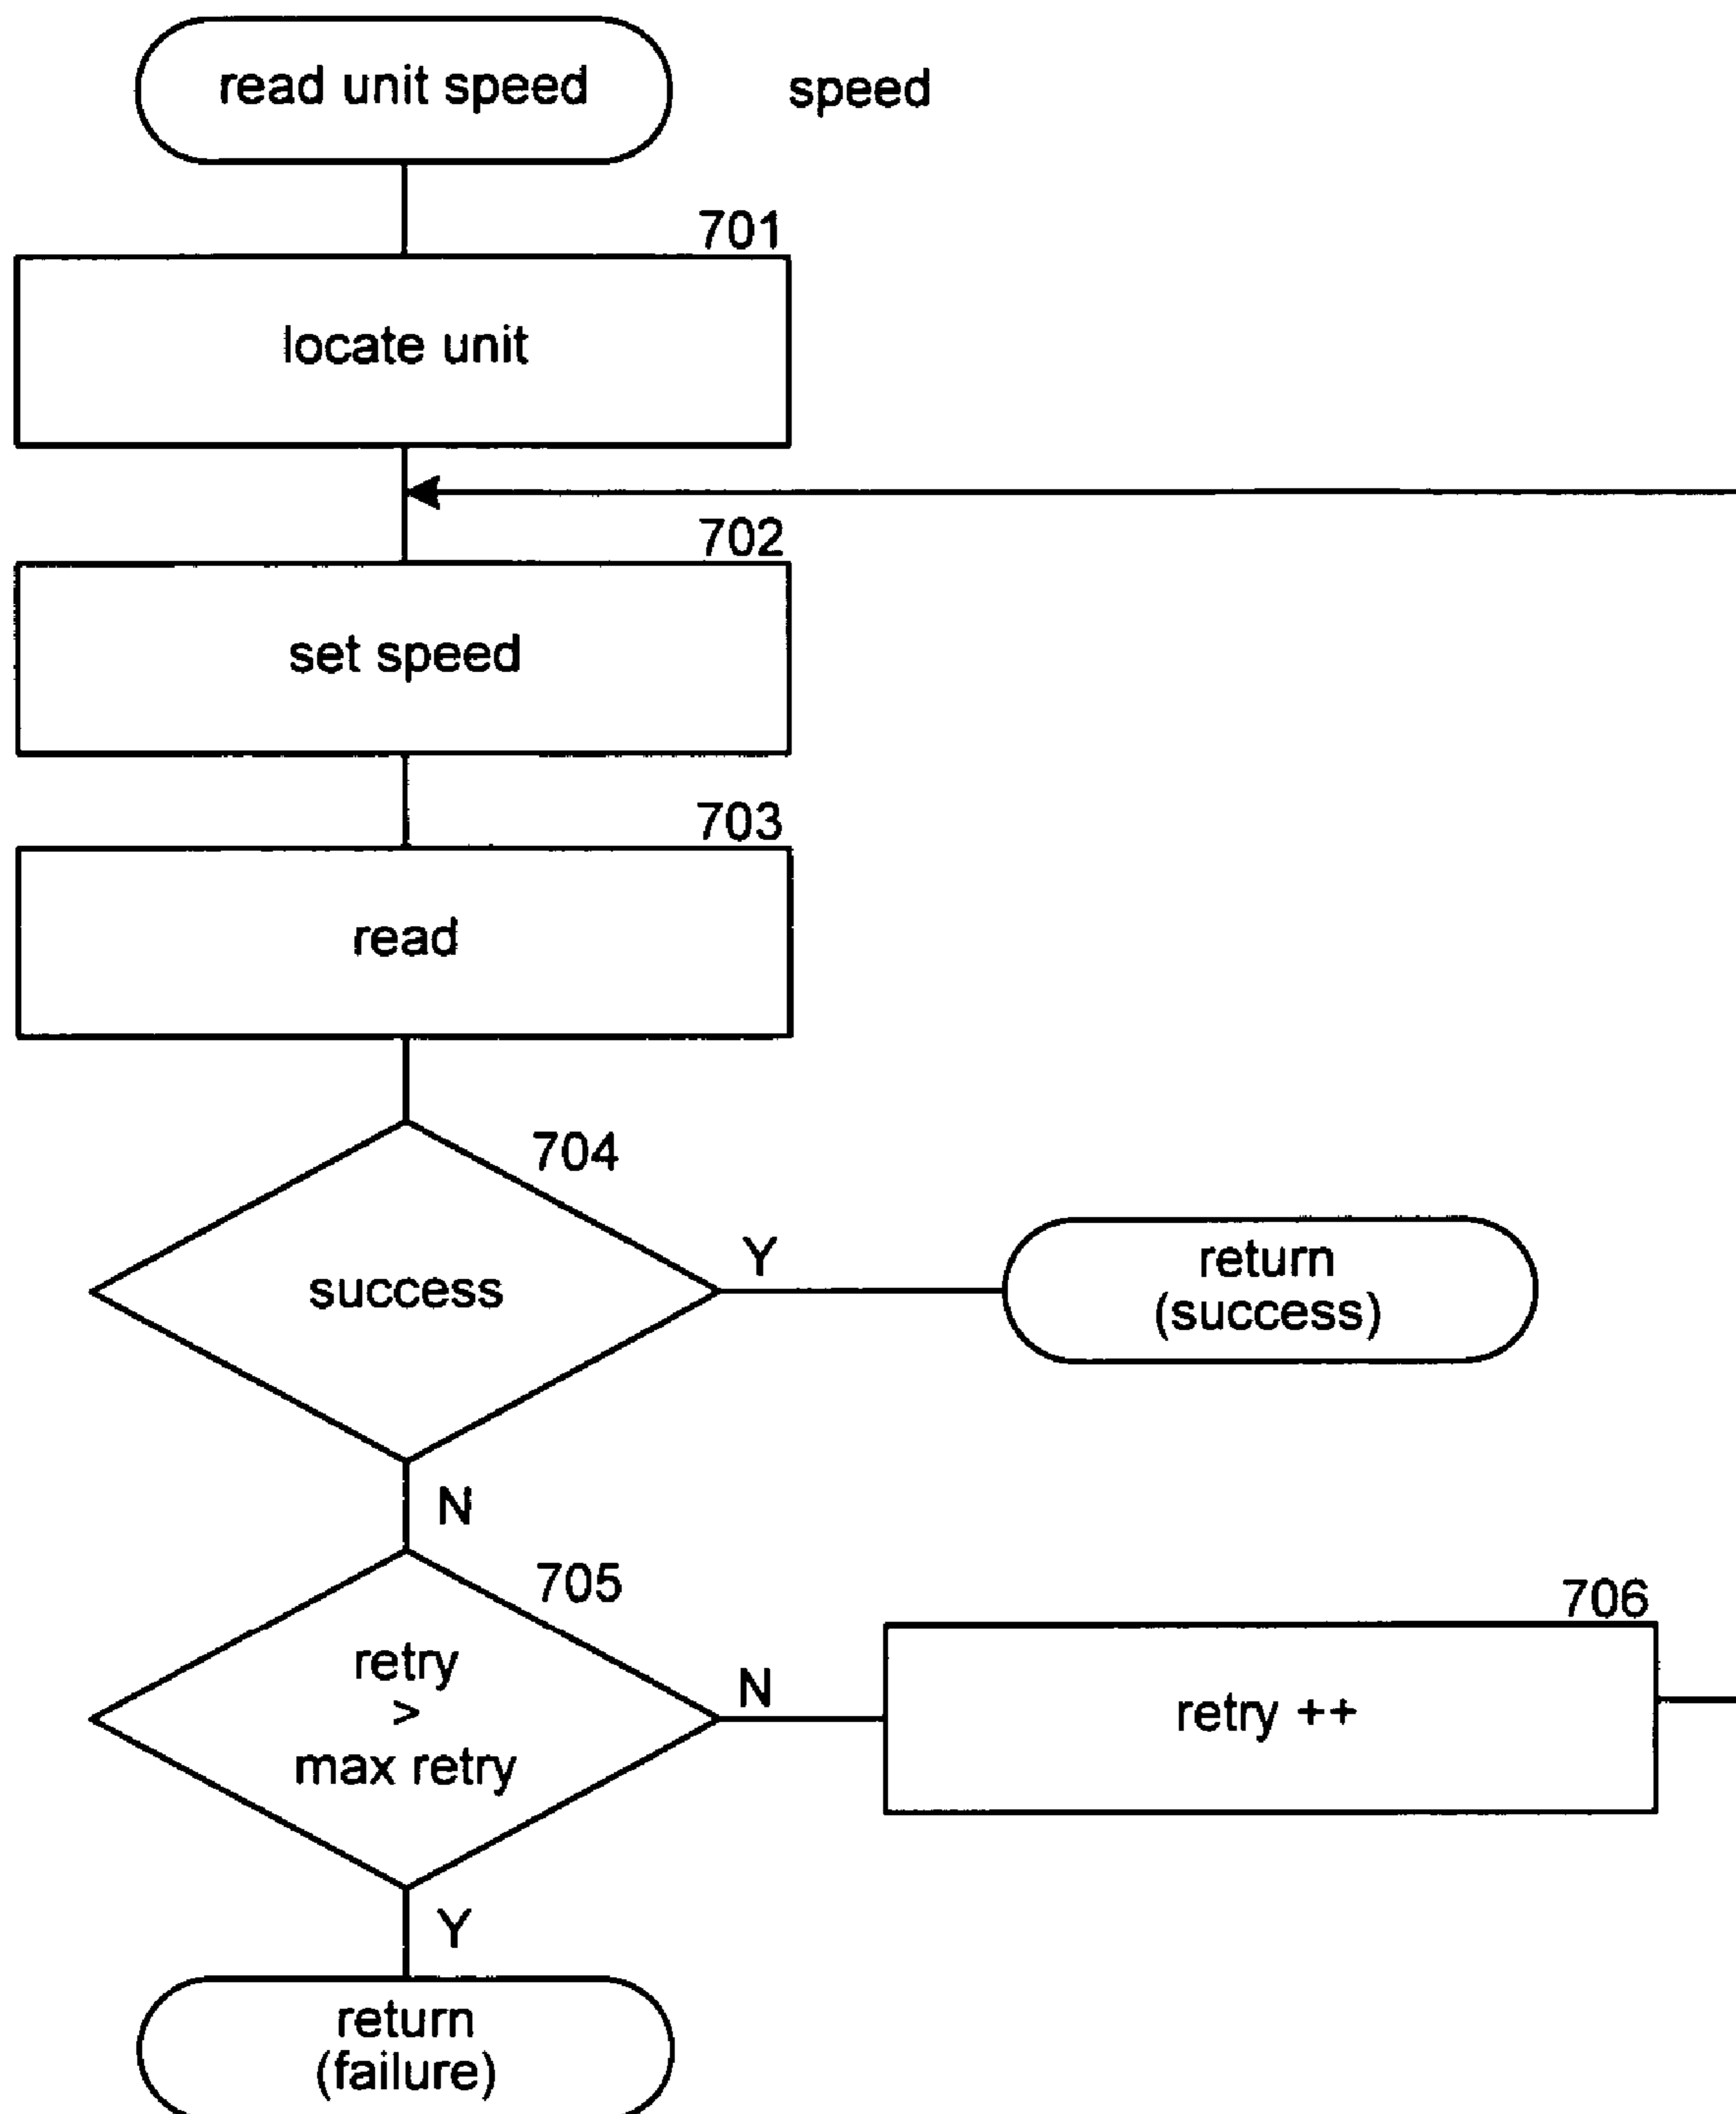 read unit speed
speed
701
locate unit
702
set speed
703
read
704
success
Y
return
(success)
N
705
retry
>
max retry
N
706
retry ++
Y
return
(failure)